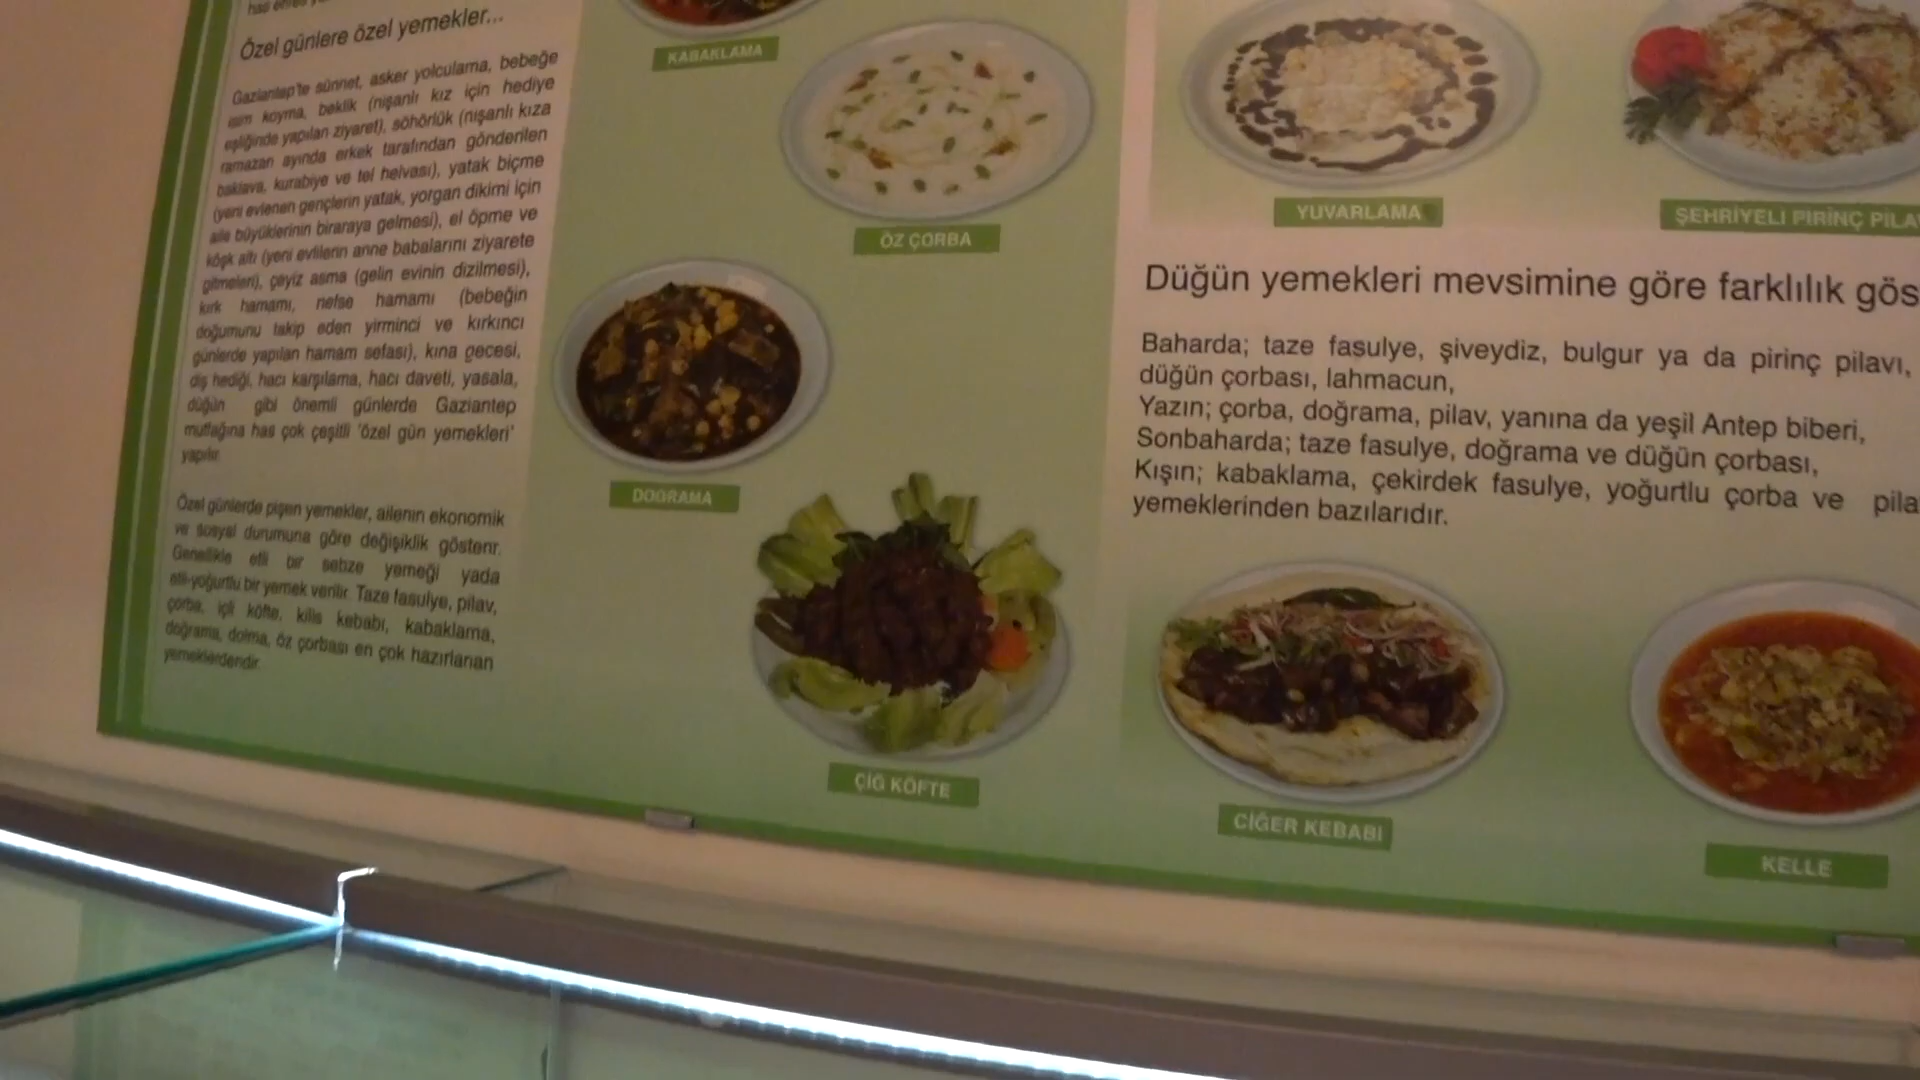 has
Özel günlere özel yemekler...
Gaziantep'te sünnet, asker yolculama, bebeğe
isim koyma, beklik (nişanlı kız için hediye
eşliğinde yapılan ziyaret), söhörlük (nişanlı kıza
ramazan ayında erkek tarafından gönderilen
baklava, kurabiye ve tel helvası), yatak biçme
(yeni evlenen gençlerin yatak, yorgan dikimi için
aile büyüklerinin biraraya gelmesi), el öpme ve
köşk altı (yeni evlilerin anne babalarını ziyarete
gitmeleri), çeyiz asma (gelin evinin dizilmesi),
kırk hamamı, nefse hamamı (bebeğin
doğumunu takip eden yirminci ve kırkıncı
günlerde yapılan hamam sefası), kına gecesi,
diş hediği, hacı karşılama, hacı daveti, yasala,
düğün gibi önemli günlerde Gaziantep
mutfağına has çok çeşitli 'özel gün yemekleri'
yapılır.
Özel günlerde pişen yemekler, ailenin ekonomik
ve sosyal durumuna göre değişiklik gösterir.
Genellikle etli bir sebze yemeği yada
etli-yoğurtlu bir yemek verilir. Taze fasulye, pilav,
çorba, içli köfte, kilis kebabı, kabaklama,
doğrama, dolma, öz çorbası en çok hazırlanan
yemeklerdendir.
KABAKLAMA
ÖZ ÇORBA
DOĞRAMA
ÇİĞ KÖFTE
YUVARLAMA
ŞEHRİYELİ PİRİNÇ PİLA
Düğün yemekleri mevsimine göre farklılık gös
Baharda; taze fasulye, şiveydiz, bulgur ya da pirinç pilavı,
düğün çorbası, lahmacun,
Yazın; çorba, doğrama, pilav, yanına da yeşil Antep biberi,
Sonbaharda; taze fasulye, doğrama ve düğün çorbası,
Kışın; kabaklama, çekirdek fasulye, yoğurtlu çorba ve pila
yemeklerinden bazılarıdır.
CİĞER KEBABI
KELLE